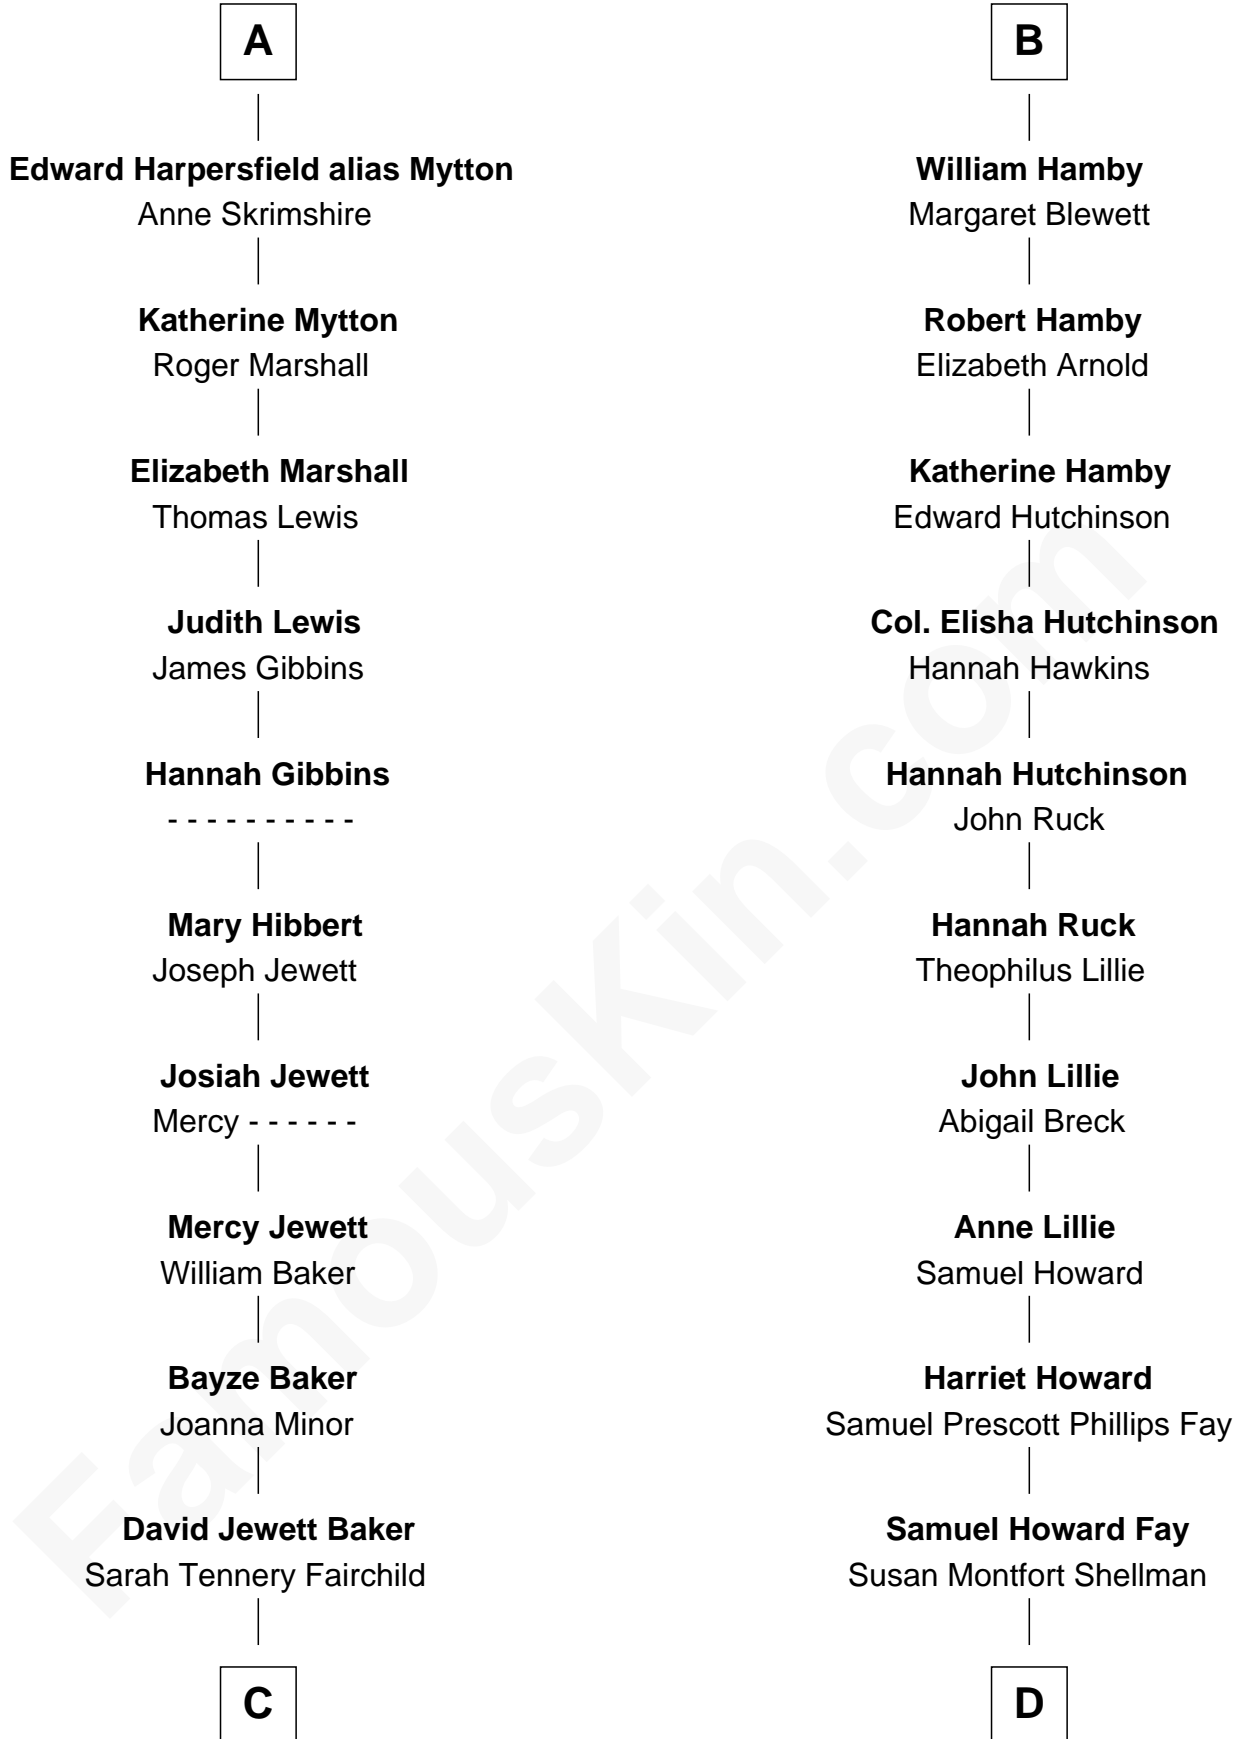 A
Edward Harpersfield alias Mytton
Anne Skrimshire
Katherine Mytton
Roger Marshall
Elizabeth Marshall
Thomas Lewis
Judith Lewis
James Gibbins
Hannah Gibbins
- - - - - - - - - -
Mary Hibbert
Joseph Jewett
Josiah Jewett
Mercy - - - - - -
Mercy Jewett
William Baker
Bayze Baker
Joanna Minor
David Jewett Baker
Sarah Tennery Fairchild
C
B
William Hamby
Margaret Blewett
Robert Hamby
Elizabeth Arnold
Katherine Hamby
Edward Hutchinson
Col. Elisha Hutchinson
Hannah Hawkins
Hannah Hutchinson
John Ruck
Hannah Ruck
Theophilus Lillie
John Lillie
Abigail Breck
Anne Lillie
Samuel Howard
Harriet Howard
Samuel Prescott Phillips Fay
Samuel Howard Fay
Susan Montfort Shellman
D
FamousKin.com